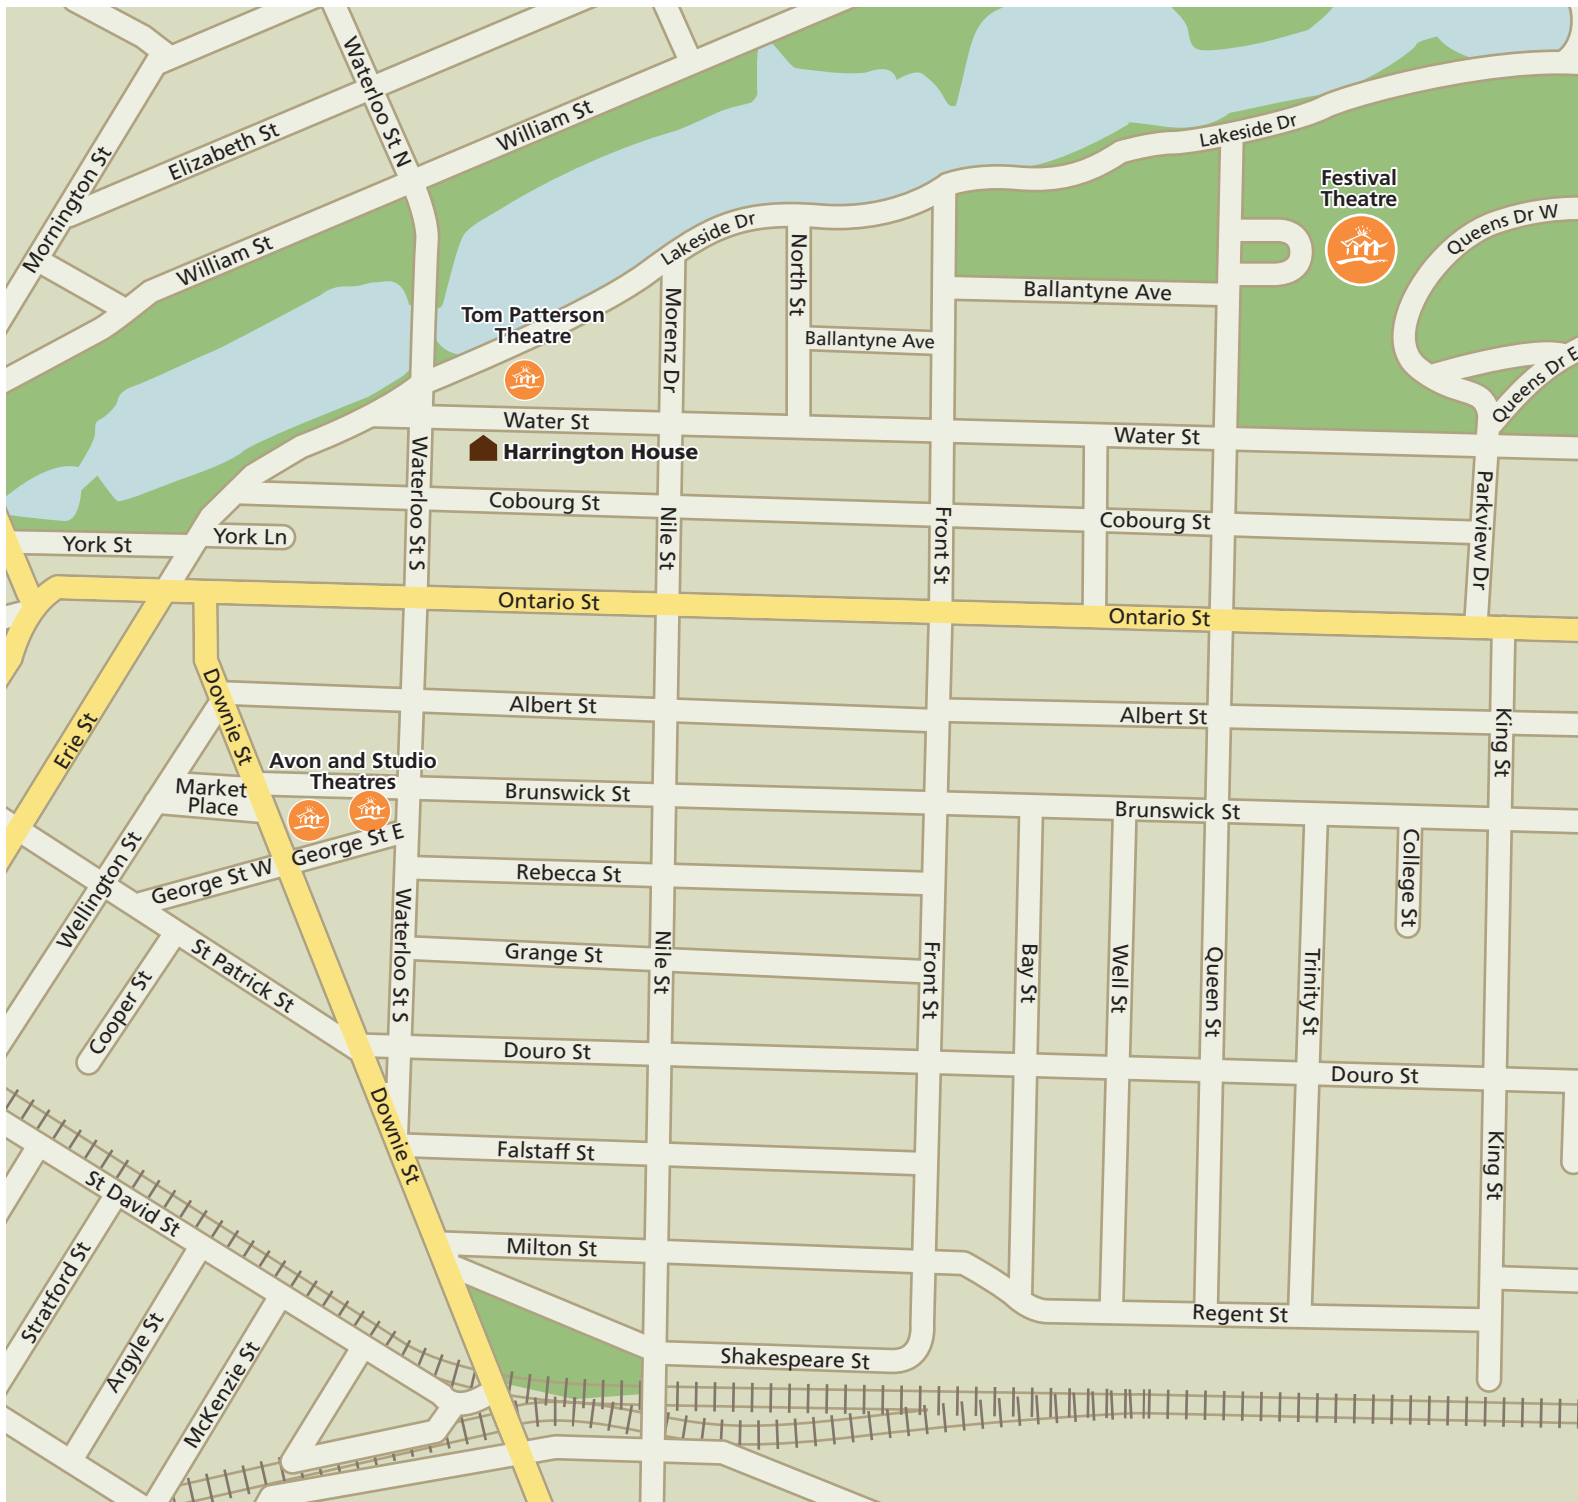 Waterloo St N
Elizabeth St
William St
Mornington St
William St
Lakeside Dr
Festival
Theatre
Queens Dr W
Lakeside Dr
North St
Morenz Dr
Ballantyne Ave
Tom Patterson
Theatre
Ballantyne Ave
Queens Dr E
Water St
Water St
Harrington House
Waterloo St S
Cobourg St
Nile St
Front St
Cobourg St
Parkview Dr
York St
York Ln
Ontario St
Ontario St
Downie St
Erie St
Albert St
Albert St
King St
Avon and Studio
Theatres
Market
Place
Brunswick St
Brunswick St
George St E
George St W
Rebecca St
College St
Wellington St
Waterloo St S
St Patrick St
Grange St
Nile St
Front St
Bay St
Well St
Queen St
Trinity St
Cooper St
Douro St
Douro St
Downie St
Falstaff St
King St
St David St
Milton St
Stratford St
Argyle St
McKenzie St
Regent St
Shakespeare St